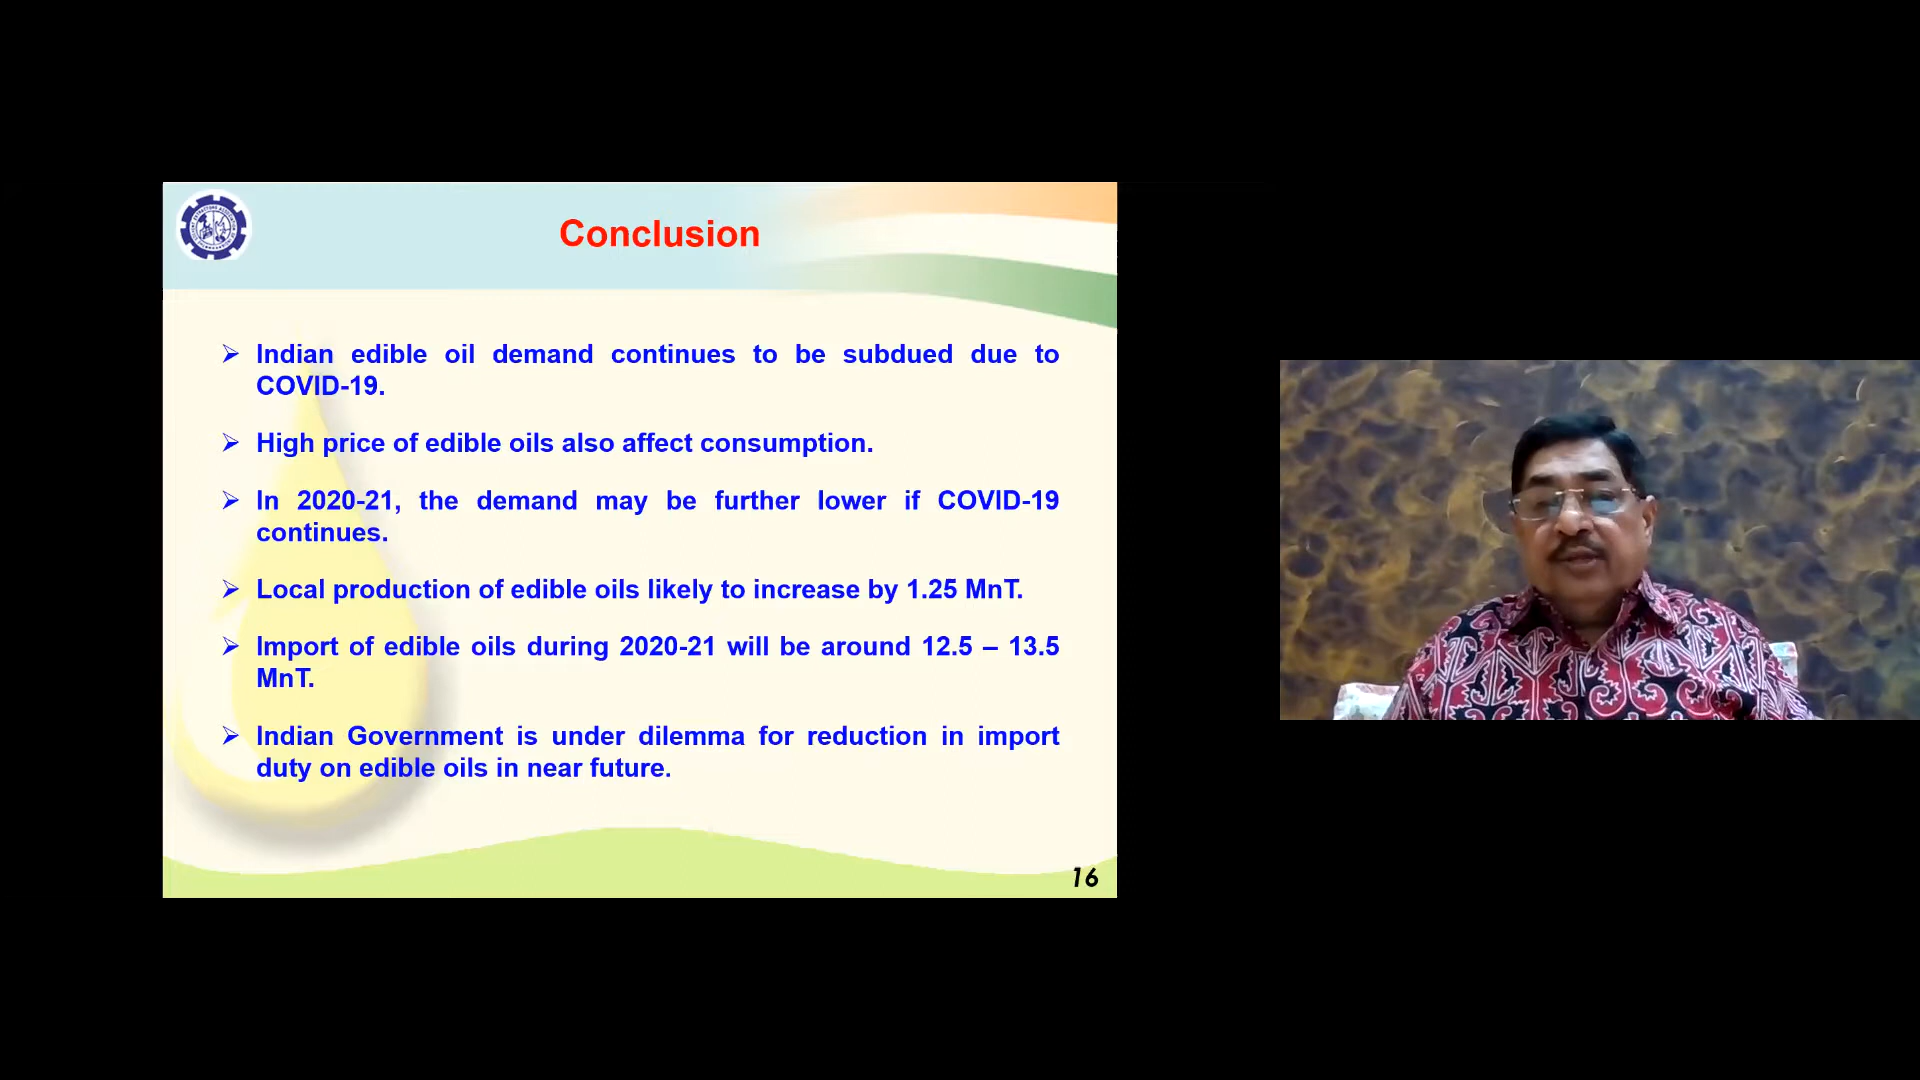 Conclusion
➢ Indian edible oil demand continues to be subdued due to
COVID-19.
➢ High price of edible oils also affect consumption.
➢ In 2020-21, the demand may be further lower if COVID-19
continues.
➢ Local production of edible oils likely to increase by 1.25 MnT.
➢ Import of edible oils during 2020-21 will be around 12.5 – 13.5
MnT.
➢ Indian Government is under dilemma for reduction in import
duty on edible oils in near future.
16